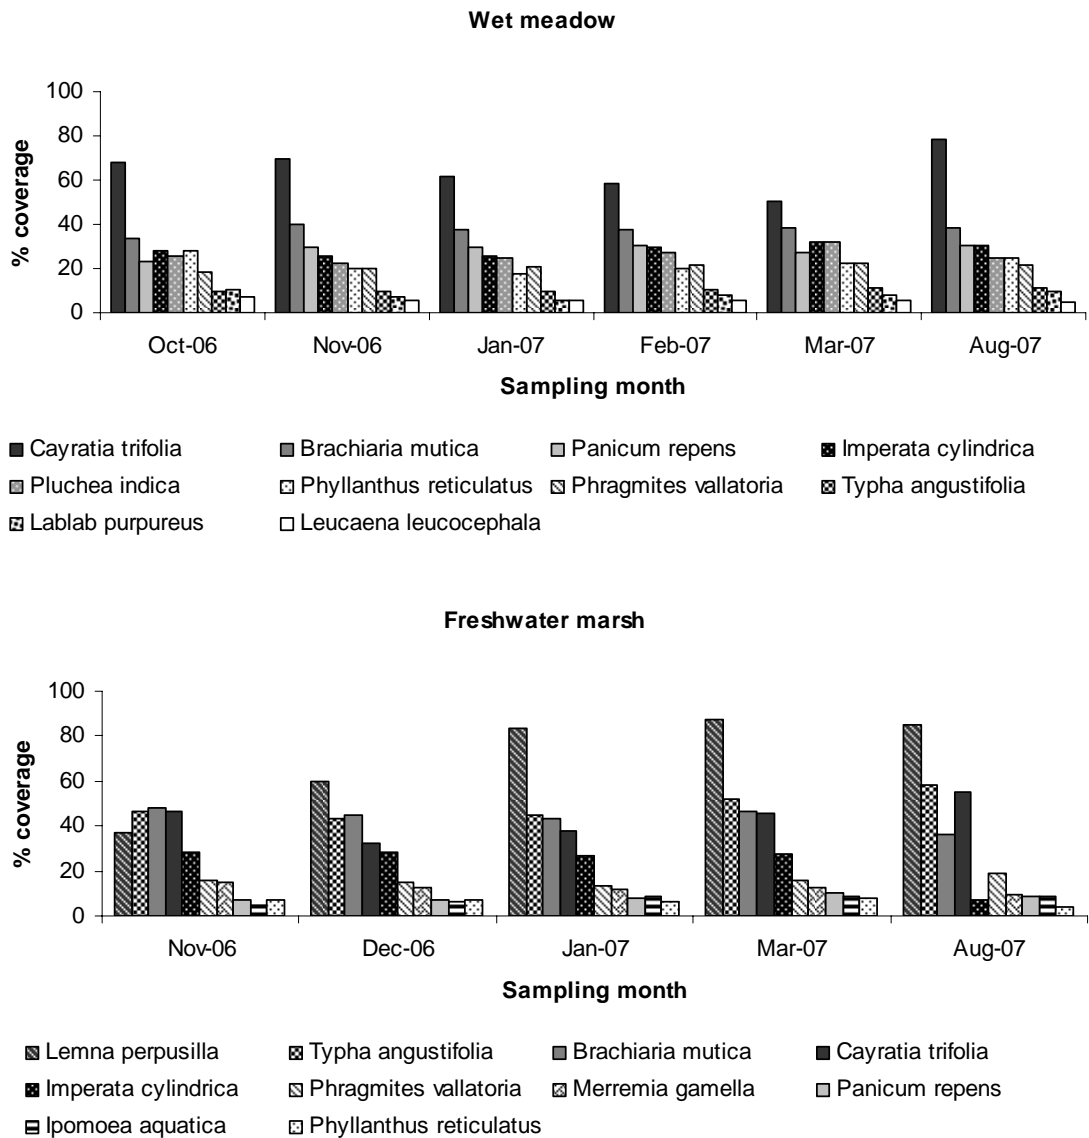 Wet meadow
100
80
60
40
20
0
% coverage
Oct-06 Nov-06 Jan-07 Feb-07 Mar-07 Aug-07
Sampling month
Cayratia trifolia Brachiaria mutica Panicum repens Imperata cylindrica
Pluchea indica Phyllanthus reticulatus Phragmites vallatoria Typha angustifolia
Lablab purpureus Leucaena leucocephala
Freshwater marsh
100
80
60
40
20
0
% coverage
Nov-06 Dec-06 Jan-07 Mar-07 Aug-07
Sampling month
Lemna perpusilla Typha angustifolia Brachiaria mutica Cayratia trifolia
Imperata cylindrica Phragmites vallatoria Merremia gamella Panicum repens
Ipomoea aquatica Phyllanthus reticulatus